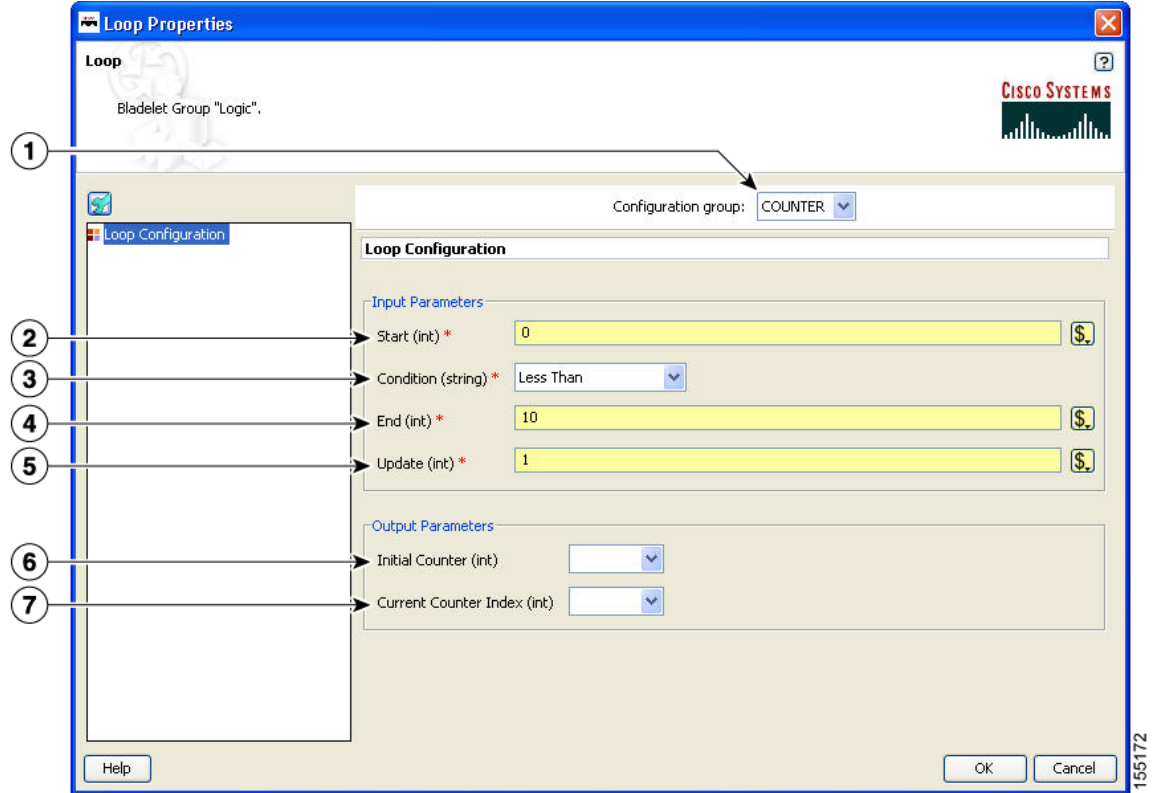 Loop Properties
Loop
?
Bladelet Group "Logic".
CISCO SYSTEMS
1
Configuration group: COUNTER
Loop Configuration
Loop Configuration
Input Parameters
2
Start (int) * 0 $
3
Condition (string) * Less Than
4
End (int) * 10 $
5
Update (int) * 1 $
Output Parameters
6
Initial Counter (int)
7
Current Counter Index (int)
Help
OK
Cancel
155172